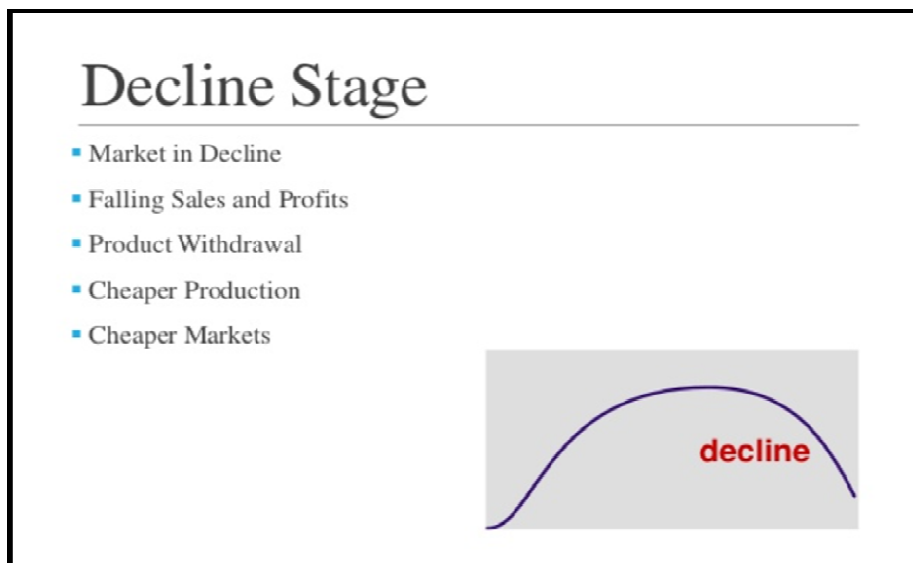 Decline Stage
Market in Decline
Falling Sales and Profits
Product Withdrawal
Cheaper Production
Cheaper Markets
decline